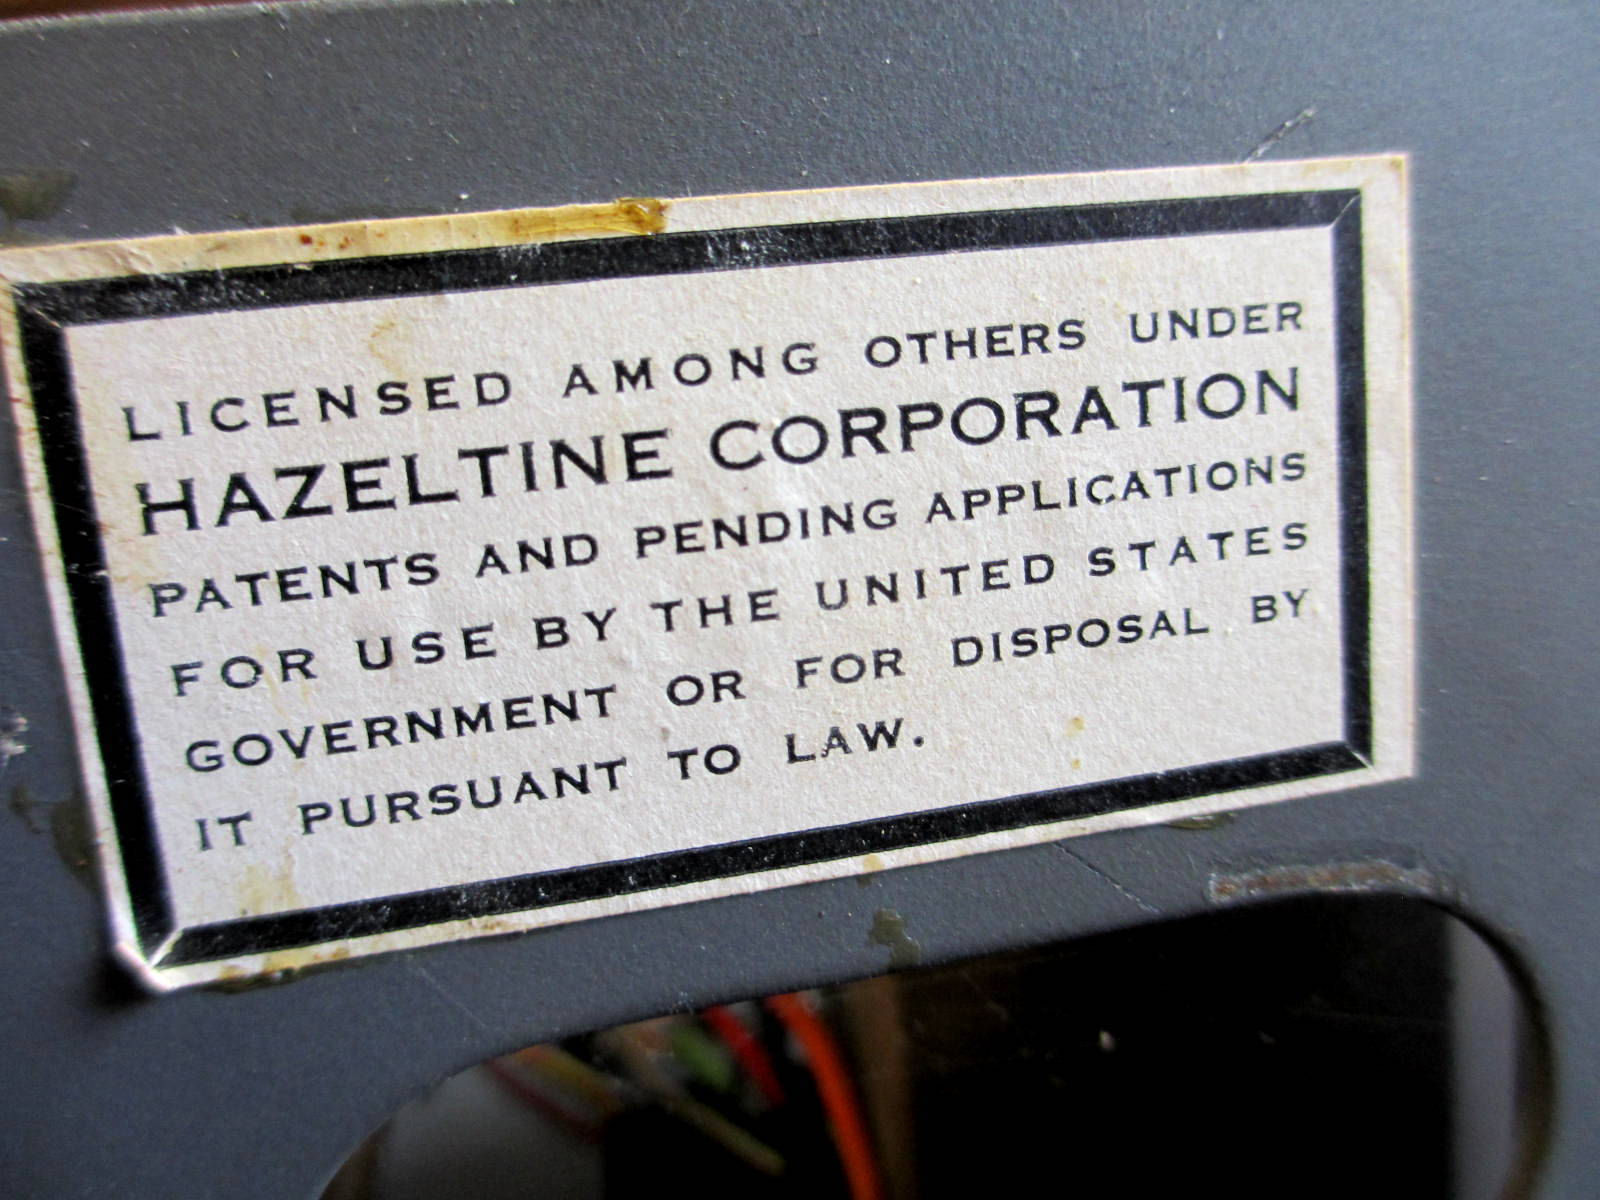 LICENSED AMONG OTHERS UNDER
HAZELTINE CORPORATION
PATENTS AND PENDING APPLICATIONS
FOR USE BY THE UNITED STATES
GOVERNMENT OR FOR DISPOSAL BY
IT PURSUANT TO LAW.